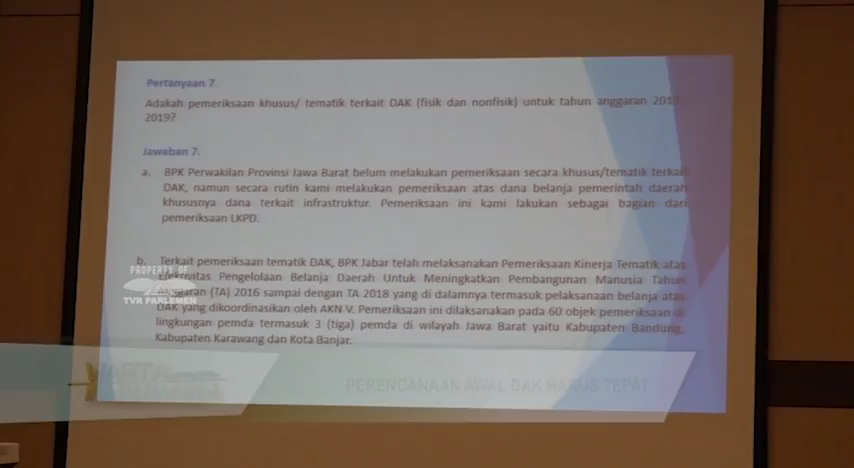 Pertanyaan 7.
Adakah pemeriksaan khusus/ tematik terkait DAK (fisik dan nonfisik) untuk tahun anggaran
2019?
Jawaban 7.
a. BPK Perwakilan Provinsi Jawa Barat belum melakukan pemeriksaan secara khusus/tematik terkait
DAK, namun secara rutin kami melakukan pemeriksaan atas dana belanja pemerintah daerah
khususnya dana terkait infrastruktur. Pemeriksaan ini kami lakukan sebagai bagian dari
pemeriksaan LKPD.
b. Terkait pemeriksaan tematik DAK, BPK Jabar telah melaksanakan Pemeriksaan Kinerja Tematik atas
Efektivitas Pengelolaan Belanja Daerah Untuk Meningkatkan Pembangunan Manusia Tahun
Anggaran (TA) 2016 sampai dengan TA 2018 yang di dalamnya termasuk pelaksanaan belanja atas
DAK yang dikoordinasikan oleh AKN V. Pemeriksaan ini dilaksanakan pada 60 objek pemeriksaan di
lingkungan pemda termasuk 3 (tiga) pemda di wilayah Jawa Barat yaitu Kabupaten Bandung,
Kabupaten Karawang dan Kota Banjar.
PROPERTY OF
TVR PARLEMEN
WARTA
PERENCANAAN AWAL DAK HARUS TEPAT